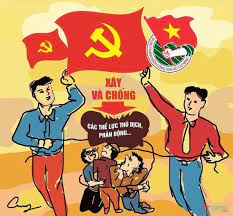 XÂY
VÀ CHỐNG
CÁC THẾ LỰC THÙ ĐỊCH,
PHẢN ĐỘNG...